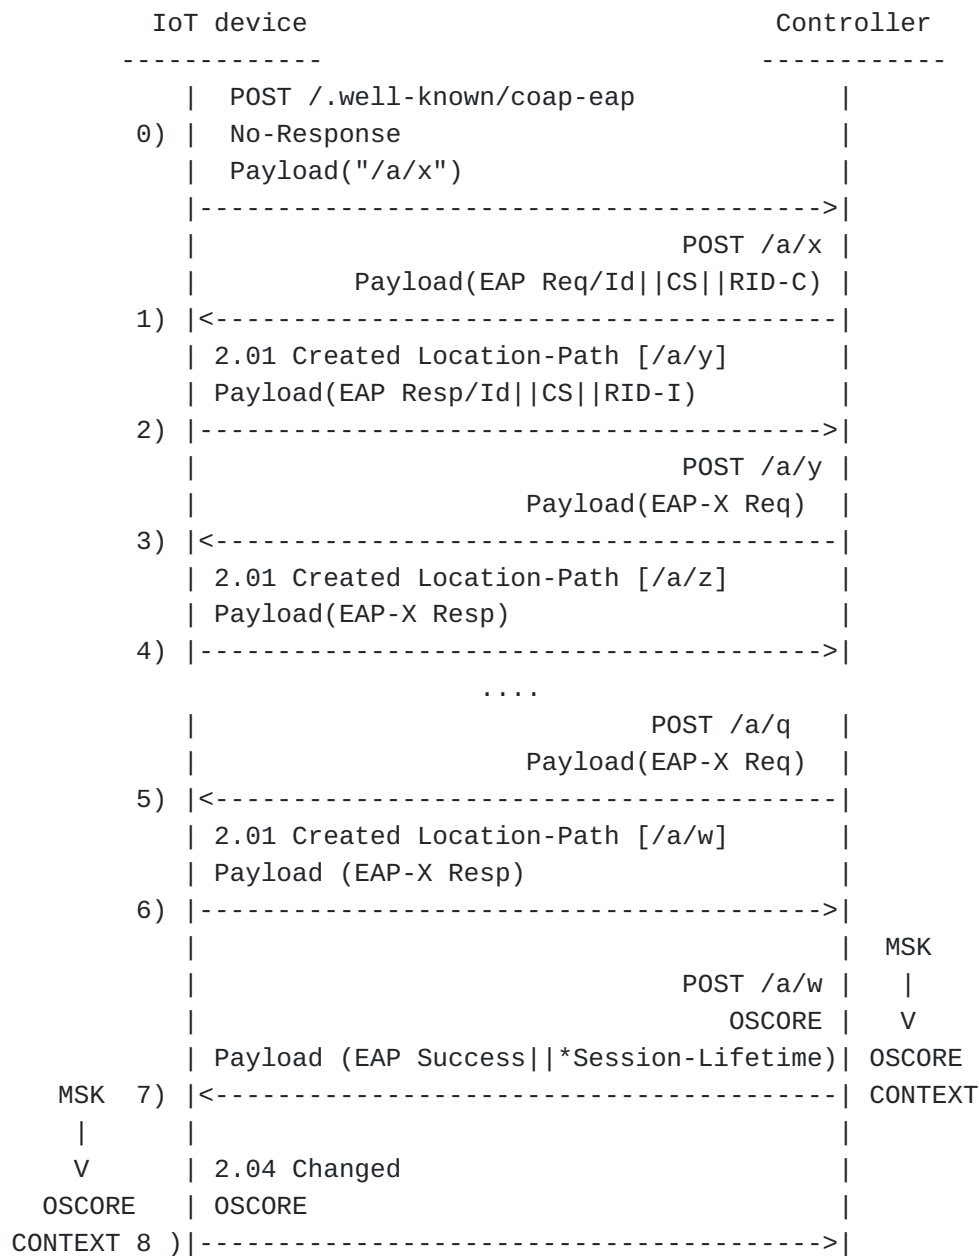 IoT device                              Controller
       -------------                            ------------
            |  POST /.well-known/coap-eap             |
        0)  |  No-Response                            |
            |  Payload("/a/x")                        |
            |---------------------------------------->|
            |                               POST /a/x |
            |          Payload(EAP Req/Id||CS||RID-C) |
        1)  |<----------------------------------------|
            | 2.01 Created Location-Path [/a/y]       |
            | Payload(EAP Resp/Id||CS||RID-I)         |
        2)  |---------------------------------------->|
            |                               POST /a/y |
            |                     Payload(EAP-X Req)  |
        3)  |<----------------------------------------|
            | 2.01 Created Location-Path [/a/z]       |
            | Payload(EAP-X Resp)                     |
        4)  |---------------------------------------->|
                              ....
            |                             POST /a/q   |
            |                     Payload(EAP-X Req)  |
        5)  |<----------------------------------------|
            | 2.01 Created Location-Path [/a/w]       |
            | Payload (EAP-X Resp)                    |
        6)  |---------------------------------------->|
            |                                         |  MSK
            |                               POST /a/w |   |
            |                                  OSCORE |   V
            | Payload (EAP Success||*Session-Lifetime)| OSCORE
   MSK  7)  |<----------------------------------------| CONTEXT
    |       |                                         |
    V       | 2.04 Changed                            |
  OSCORE    | OSCORE                                  |
CONTEXT 8 ) |---------------------------------------->|